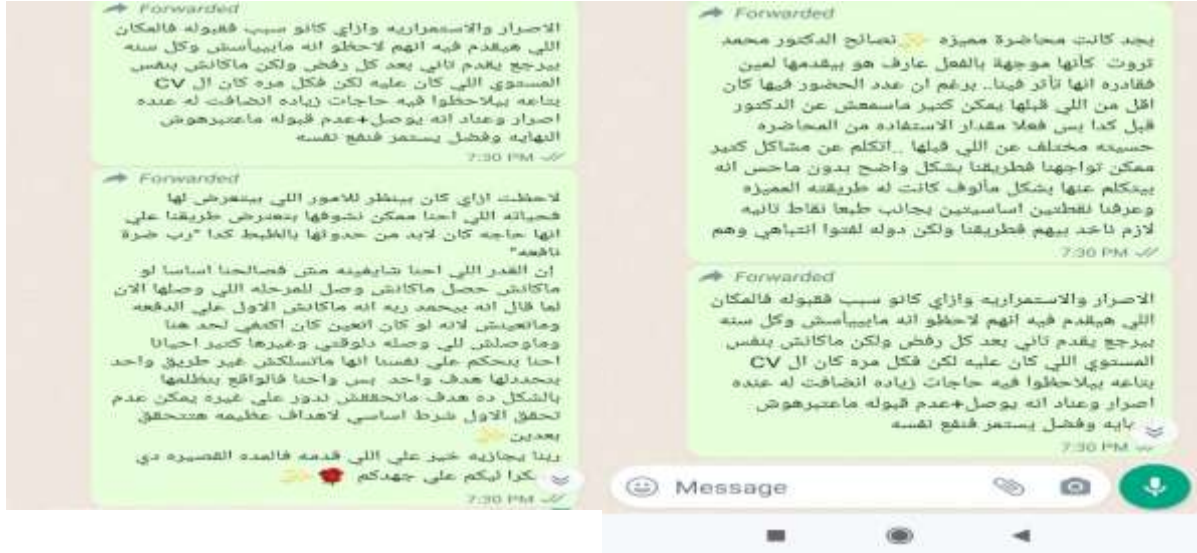 Forwarded
الاصرار والاستمراريه وازاي كانو سبب فقبوله فالمكان
اللي هيقدم فيه انهم لاحظو انه مابييأسش وكل سنه
بيرجع يقدم تاني بعد كل رفض ولكن ماكانش بنفس
المستوي اللي كان عليه لكن فكل مره كان ال CV
بتاعه بيلاحظوا فيه حاجات زياده انضافت له عنده
اصرار وعناد انه يوصل+عدم قبوله ماعتبرهوش
النهايه وفضل يستمر فنفع نفسه
7:30 PM
Forwarded
لاحظت ازاي كان بينظر للامور اللي بيتعرض لها
فحياته اللي احنا ممكن نشوفها بتعترض طريقنا علي
انها حاجه كان لابد من حدوثها بالظبط كدا "رب ضرة
نافعه"
إن القدر اللي احنا شايفينه مش فصالحنا اساسا لو
ماكانش حصل ماكانش وصل للمرحله اللي وصلها الان
لما قال انه بيحمد ربه انه ماكانش الاول علي الدفعه
وماتعينش لانه لو كان اتعين كان اكتفي لحد هنا
وماوصلش للي وصله دلوقتي وغيرها كتير احيانا
احنا بنحكم علي نفسنا انها ماتسلكش غير طريق واحد
بتحددلها هدف واحد بس واحنا فالواقع بنظلمها
بالشكل ده هدف ماتحققش ندور علي غيره يمكن عدم
تحقق الاول شرط اساسي لاهداف عظيمه هتتحقق
بعدين
ربنا يجازيه خير علي اللي قدمه فالمده القصيره دي
كرا ليكم علي جهدكم
7:30 PM
Forwarded
بجد كانت محاضرة مميزه نصائح الدكتور محمد
ثروت كأنها موجهة بالفعل عارف هو بيقدمها لمين
فقادره انها تأثر فينا.. برغم ان عدد الحضور فيها كان
اقل من اللي قبلها يمكن كتير ماسمعش عن الدكتور
قبل كدا بس فعلا مقدار الاستفاده من المحاضره
حسيته مختلف عن اللي قبلها ..اتكلم عن مشاكل كتير
ممكن تواجهنا فطريقنا بشكل واضح بدون ماحس انه
بيتكلم عنها بشكل مألوف كانت له طريقته المميزه
وعرفنا نقطتين اساسيتين بجانب طبعا نقاط تانيه
لازم ناخد بيهم فطريقنا ولكن دوله لفتوا انتباهي وهم
7:30 PM
Forwarded
الاصرار والاستمراريه وازاي كانو سبب فقبوله فالمكان
اللي هيقدم فيه انهم لاحظو انه مابييأسش وكل سنه
بيرجع يقدم تاني بعد كل رفض ولكن ماكانش بنفس
المستوي اللي كان عليه لكن فكل مره كان ال CV
بتاعه بيلاحظوا فيه حاجات زياده انضافت له عنده
اصرار وعناد انه يوصل+عدم قبوله ماعتبرهوش
ايه وفضل يستمر فنفع نفسه
7:30 PM
Message